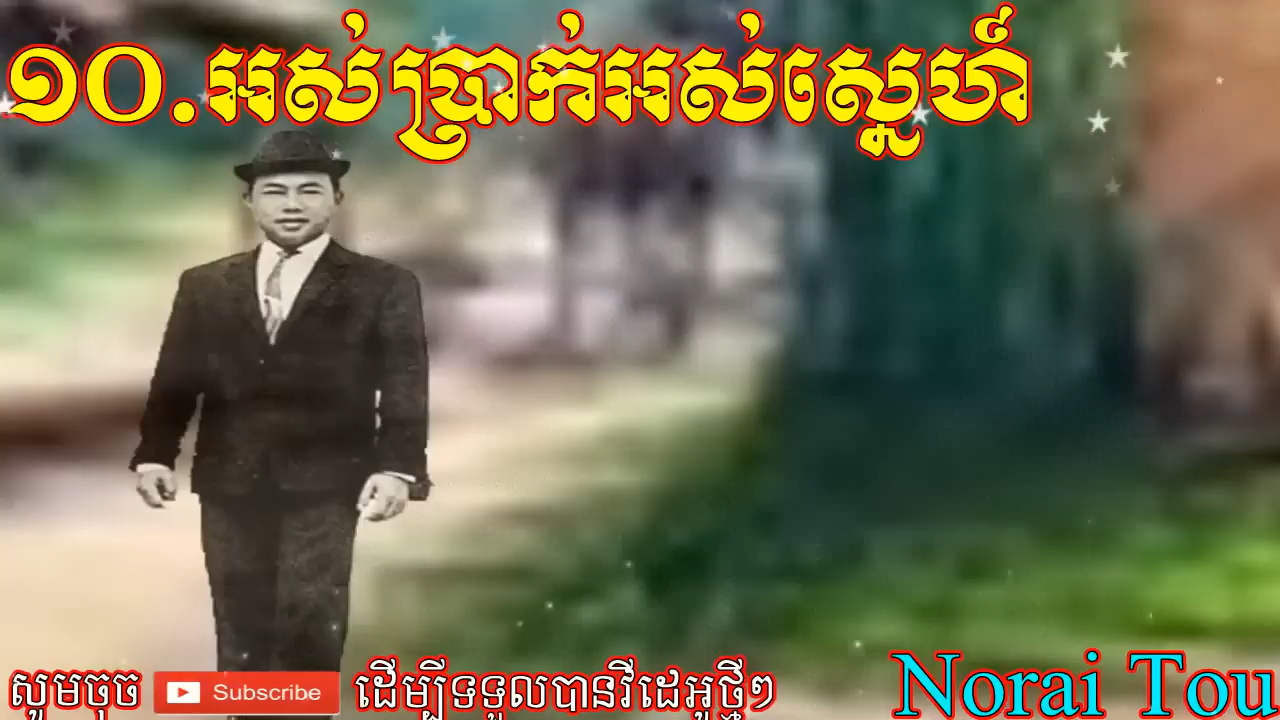 ១០.អស់ប្រាក់អស់ស្នេហ៍
សូមចុច Subscribe ដើម្បីទទួលបានវីដេអូថ្មីៗ
Norai Tou